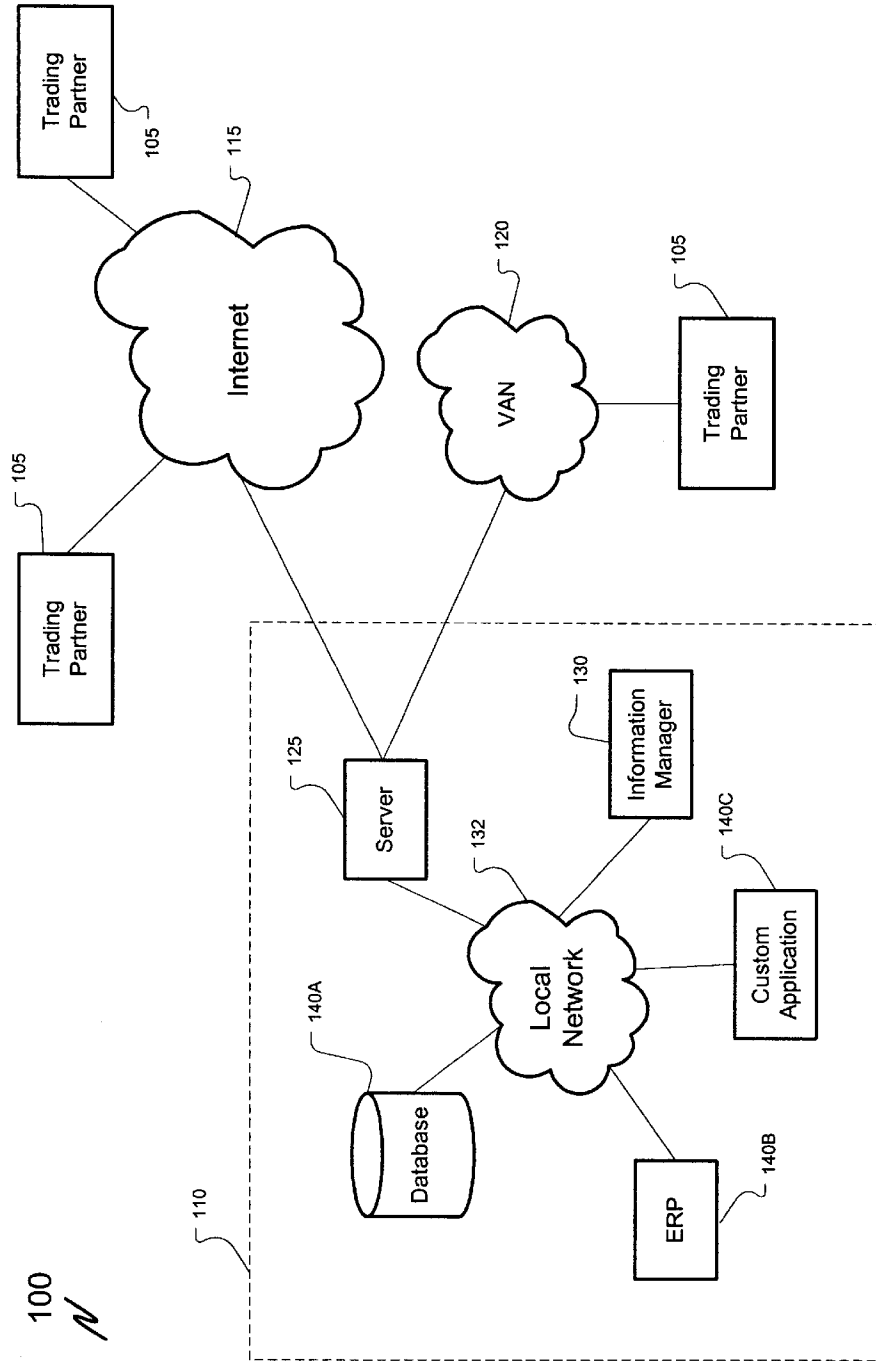 100
110
Trading
Partner
105
Trading
Partner
105
Internet
115
VAN
120
Trading
Partner
105
Server
125
Database
140A
Local
Network
132
Information
Manager
130
ERP
140B
Custom
Application
140C